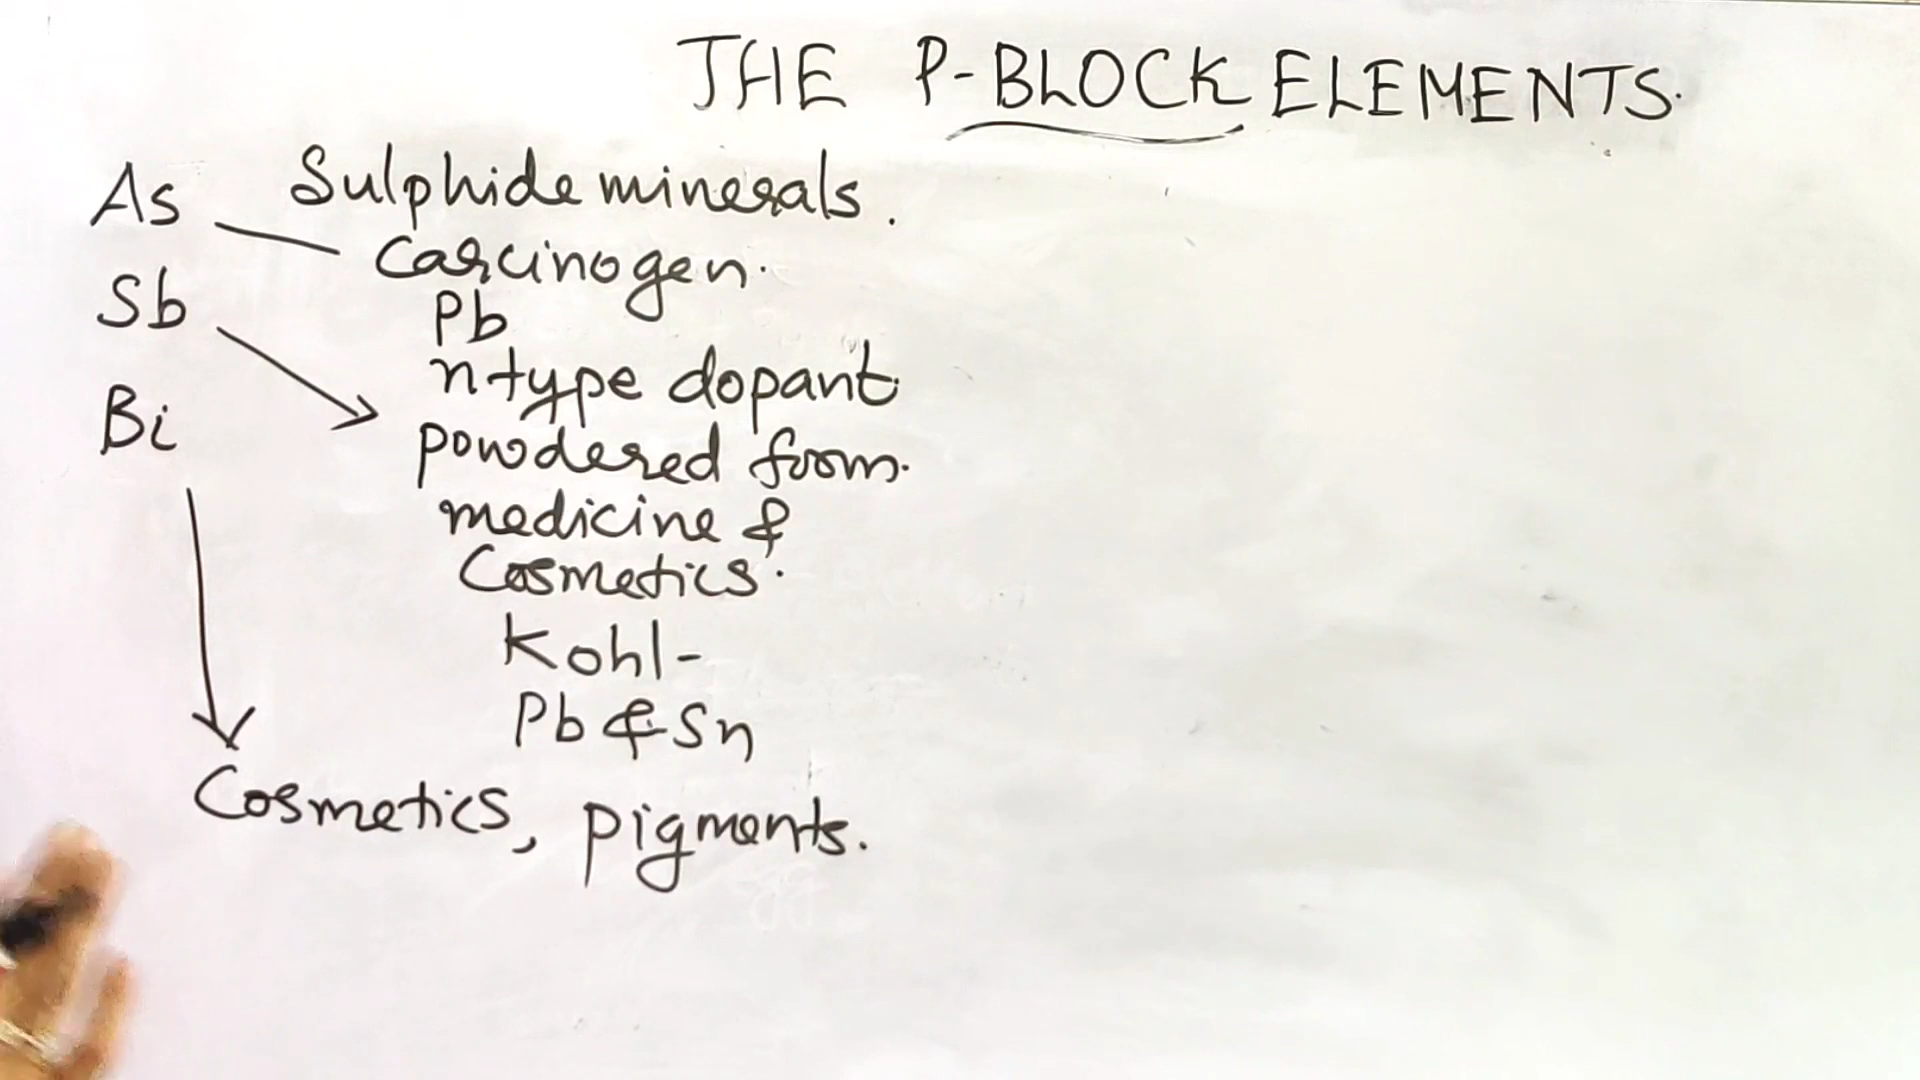 THE P-BLOCK ELEMENTS.
As Sulphide minerals.
Carcinogen.
Sb
Pb
n type dopant
Bi
powdered form.
medicine &
Cosmetics.
Kohl-
Pb & Sn
Cosmetics, pigments.